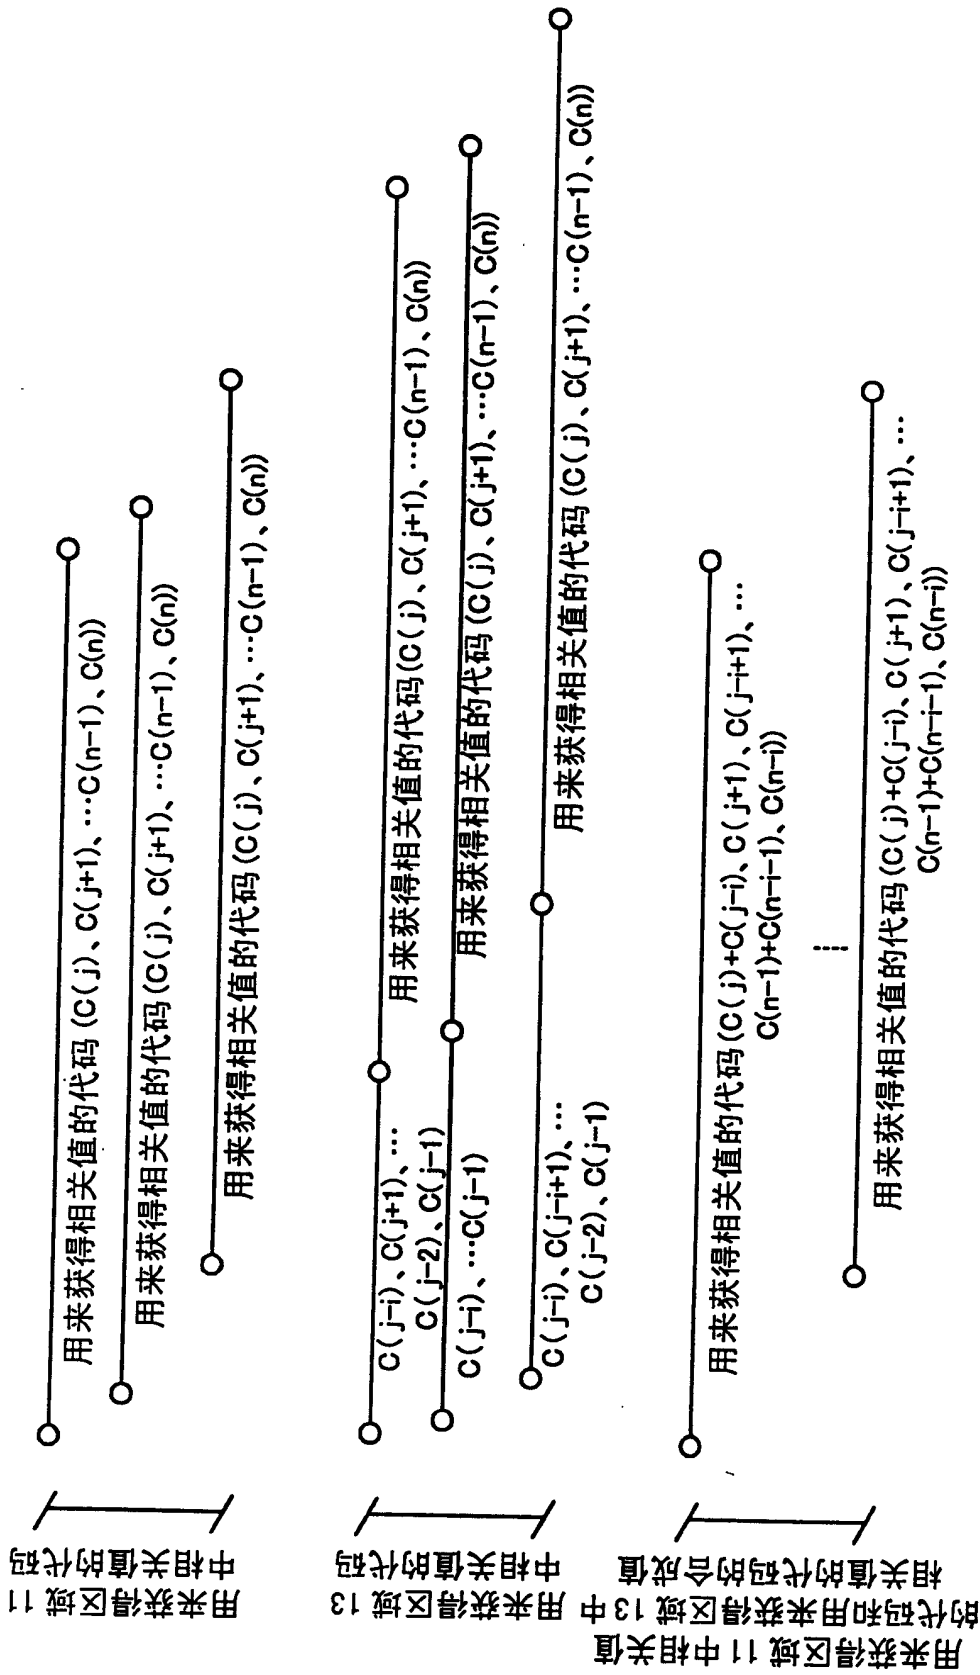 用来获得区域 11
中相关值的代码
用来获得相关值的代码(C(j)、C(j+1)、…C(n-1)、C(n))
用来获得相关值的代码(C(j)、C(j+1)、…C(n-1)、C(n))
用来获得相关值的代码(C(j)、C(j+1)、…C(n-1)、C(n))
用来获得区域 13
中相关值的代码
C(j-i)、C(j+1)、…
C(j-2)、C(j-1)
用来获得相关值的代码(C(j)、C(j+1)、…C(n-1)、C(n))
C(j-i)、…C(j-1)
用来获得相关值的代码(C(j)、C(j+1)、…C(n-1)、C(n))
C(j-i)、C(j-i+1)、…
C(j-2)、C(j-1)
用来获得相关值的代码(C(j)、C(j+1)、…C(n-1)、C(n))
用来获得区域 11 中相关值
的代码和用来获得区域 13 中
相关值的代码的合成值
用来获得相关值的代码(C(j)+C(j-i)、C(j+1)、C(j-i+1)、…
C(n-1)+C(n-i-1)、C(n-i))
用来获得相关值的代码(C(j)+C(j-i)、C(j+1)、C(j-i+1)、…
C(n-1)+C(n-i-1)、C(n-i))